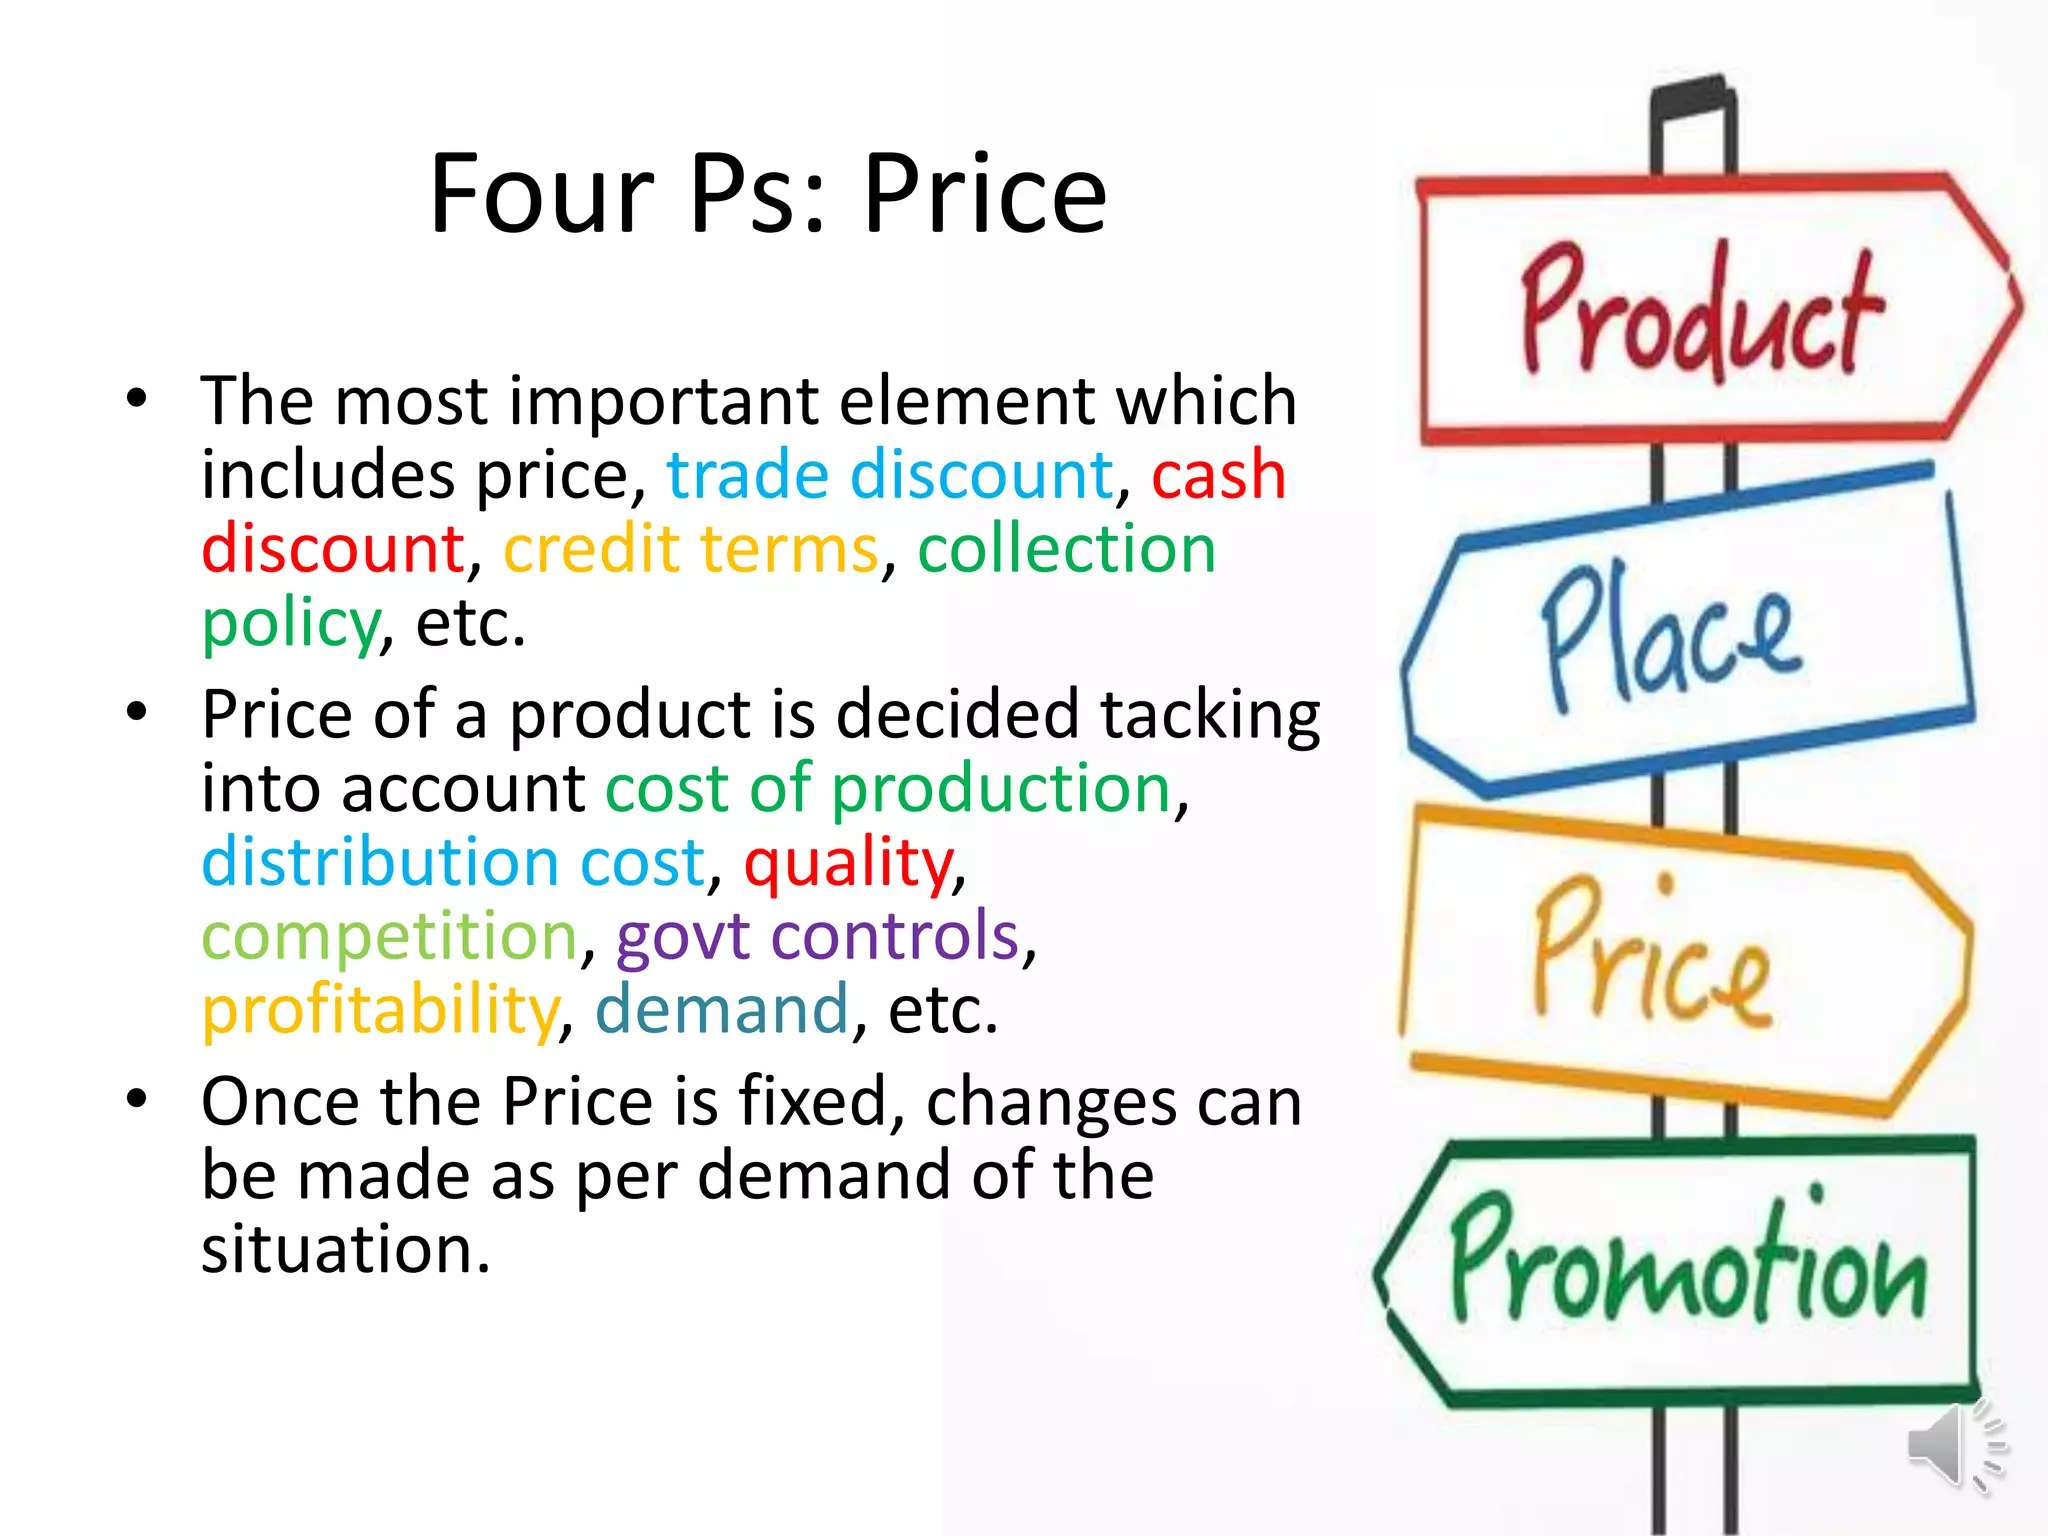 Four Ps: Price
• The most important element which
includes price, trade discount, cash
discount, credit terms, collection
policy, etc.
• Price of a product is decided tacking
into account cost of production,
distribution cost, quality,
competition, govt controls,
profitability, demand, etc.
• Once the Price is fixed, changes can
be made as per demand of the
situation.
Product
Place
Price
Promotion